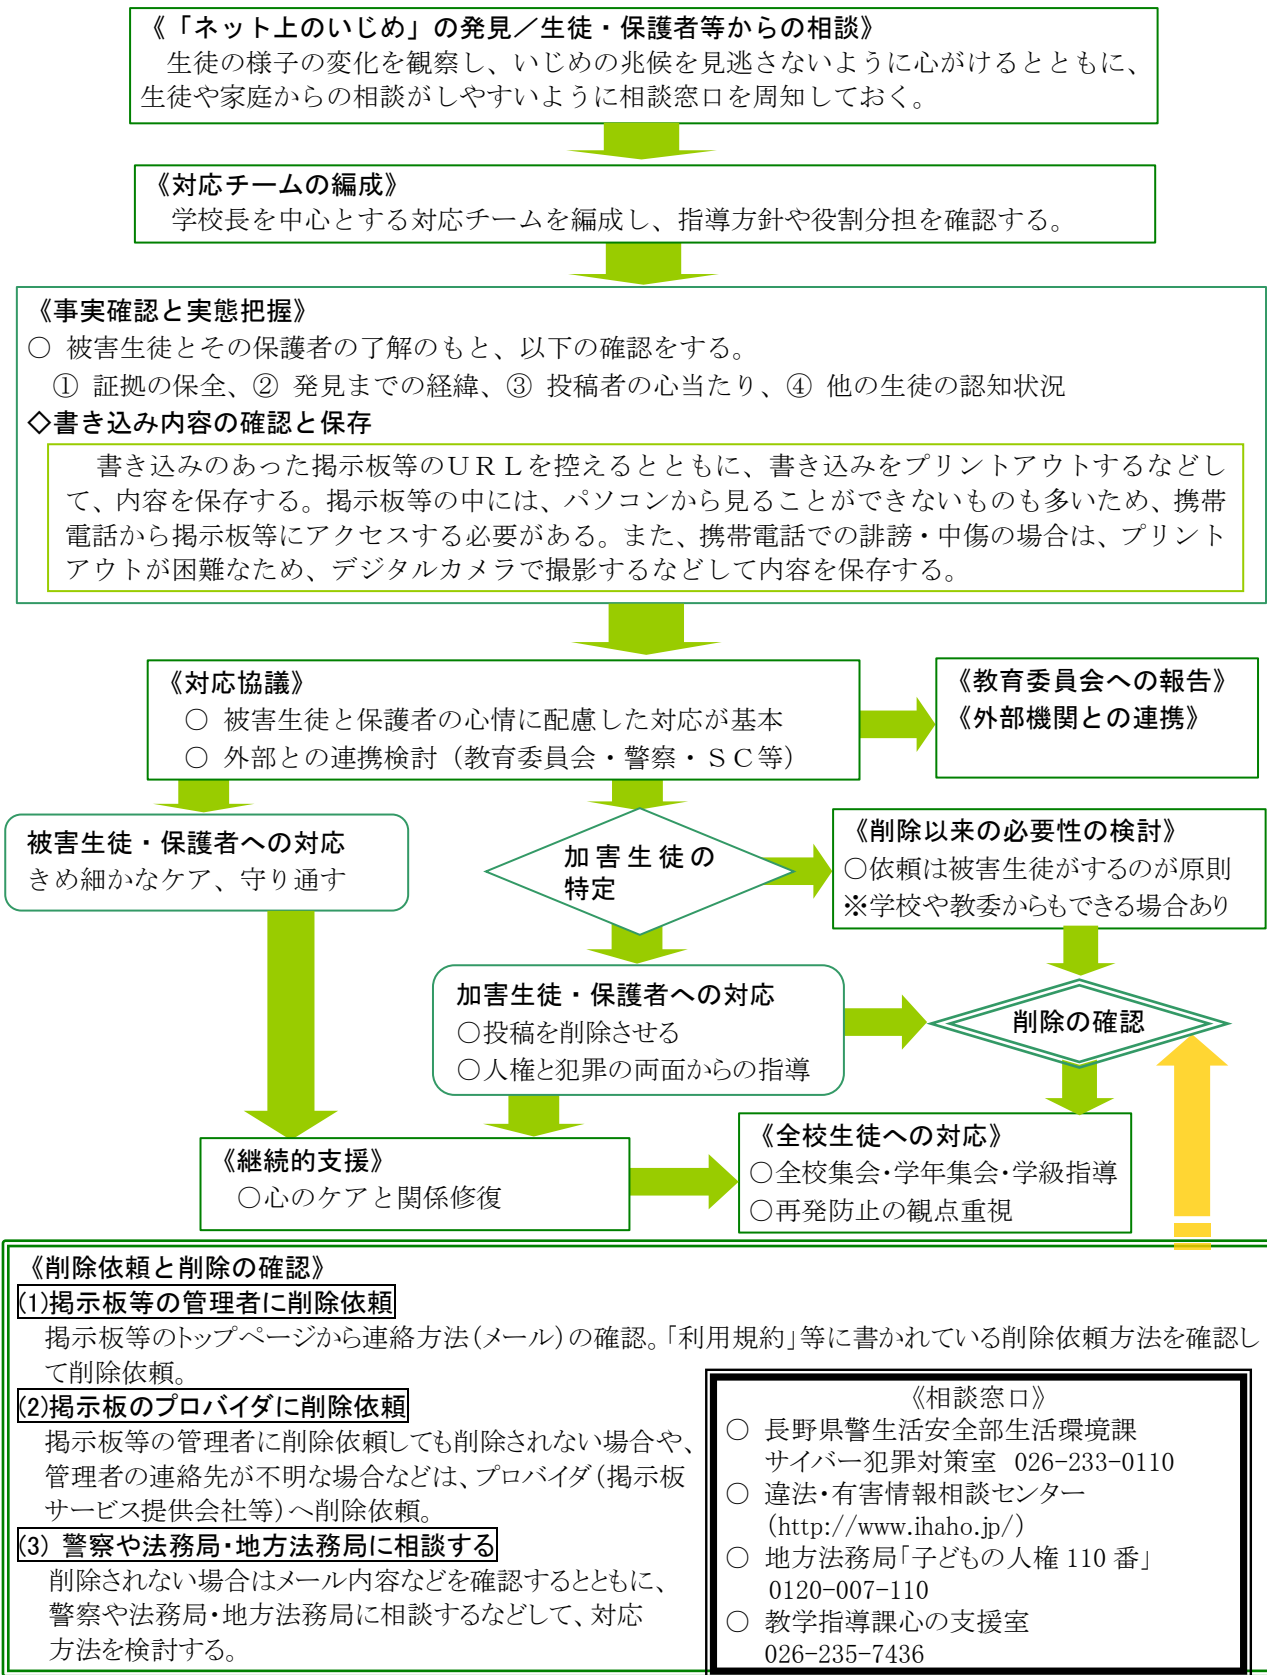 《「ネット上のいじめ」の発見／生徒・保護者等からの相談》
生徒の様子の変化を観察し、いじめの兆候を見逃さないように心がけるとともに、
生徒や家庭からの相談がしやすいように相談窓口を周知しておく。
《対応チームの編成》
学校長を中心とする対応チームを編成し、指導方針や役割分担を確認する。
《事実確認と実態把握》
○ 被害生徒とその保護者の了解のもと、以下の確認をする。
① 証拠の保全、② 発見までの経緯、③ 投稿者の心当たり、④ 他の生徒の認知状況
◇書き込み内容の確認と保存
書き込みのあった掲示板等のＵＲＬを控えるとともに、書き込みをプリントアウトするなどし
て、内容を保存する。掲示板等の中には、パソコンから見ることができないものも多いため、携帯
電話から掲示板等にアクセスする必要がある。また、携帯電話での誹謗・中傷の場合は、プリント
アウトが困難なため、デジタルカメラで撮影するなどして内容を保存する。
《対応協議》
○ 被害生徒と保護者の心情に配慮した対応が基本
○ 外部との連携検討（教育委員会・警察・ＳＣ等）
《教育委員会への報告》
《外部機関との連携》
被害生徒・保護者への対応
きめ細かなケア、守り通す
加害生徒の
特定
《削除以来の必要性の検討》
○依頼は被害生徒がするのが原則
※学校や教委からもできる場合あり
加害生徒・保護者への対応
○投稿を削除させる
○人権と犯罪の両面からの指導
削除の確認
《継続的支援》
○心のケアと関係修復
《全校生徒への対応》
○全校集会・学年集会・学級指導
○再発防止の観点重視
《削除依頼と削除の確認》
(1)掲示板等の管理者に削除依頼
掲示板等のトップページから連絡方法（メール）の確認。「利用規約」等に書かれている削除依頼方法を確認し
て削除依頼。
(2)掲示板のプロバイダに削除依頼
掲示板等の管理者に削除依頼しても削除されない場合や、
管理者の連絡先が不明な場合などは、プロバイダ（掲示板
サービス提供会社等）へ削除依頼。
(3) 警察や法務局・地方法務局に相談する
削除されない場合はメール内容などを確認するとともに、
警察や法務局・地方法務局に相談するなどして、対応
方法を検討する。
《相談窓口》
○ 長野県警生活安全部生活環境課
サイバー犯罪対策室 026-233-0110
○ 違法・有害情報相談センター
(http://www.ihaho.jp/)
○ 地方法務局「子どもの人権 110 番」
0120-007-110
○ 教学指導課心の支援室
026-235-7436